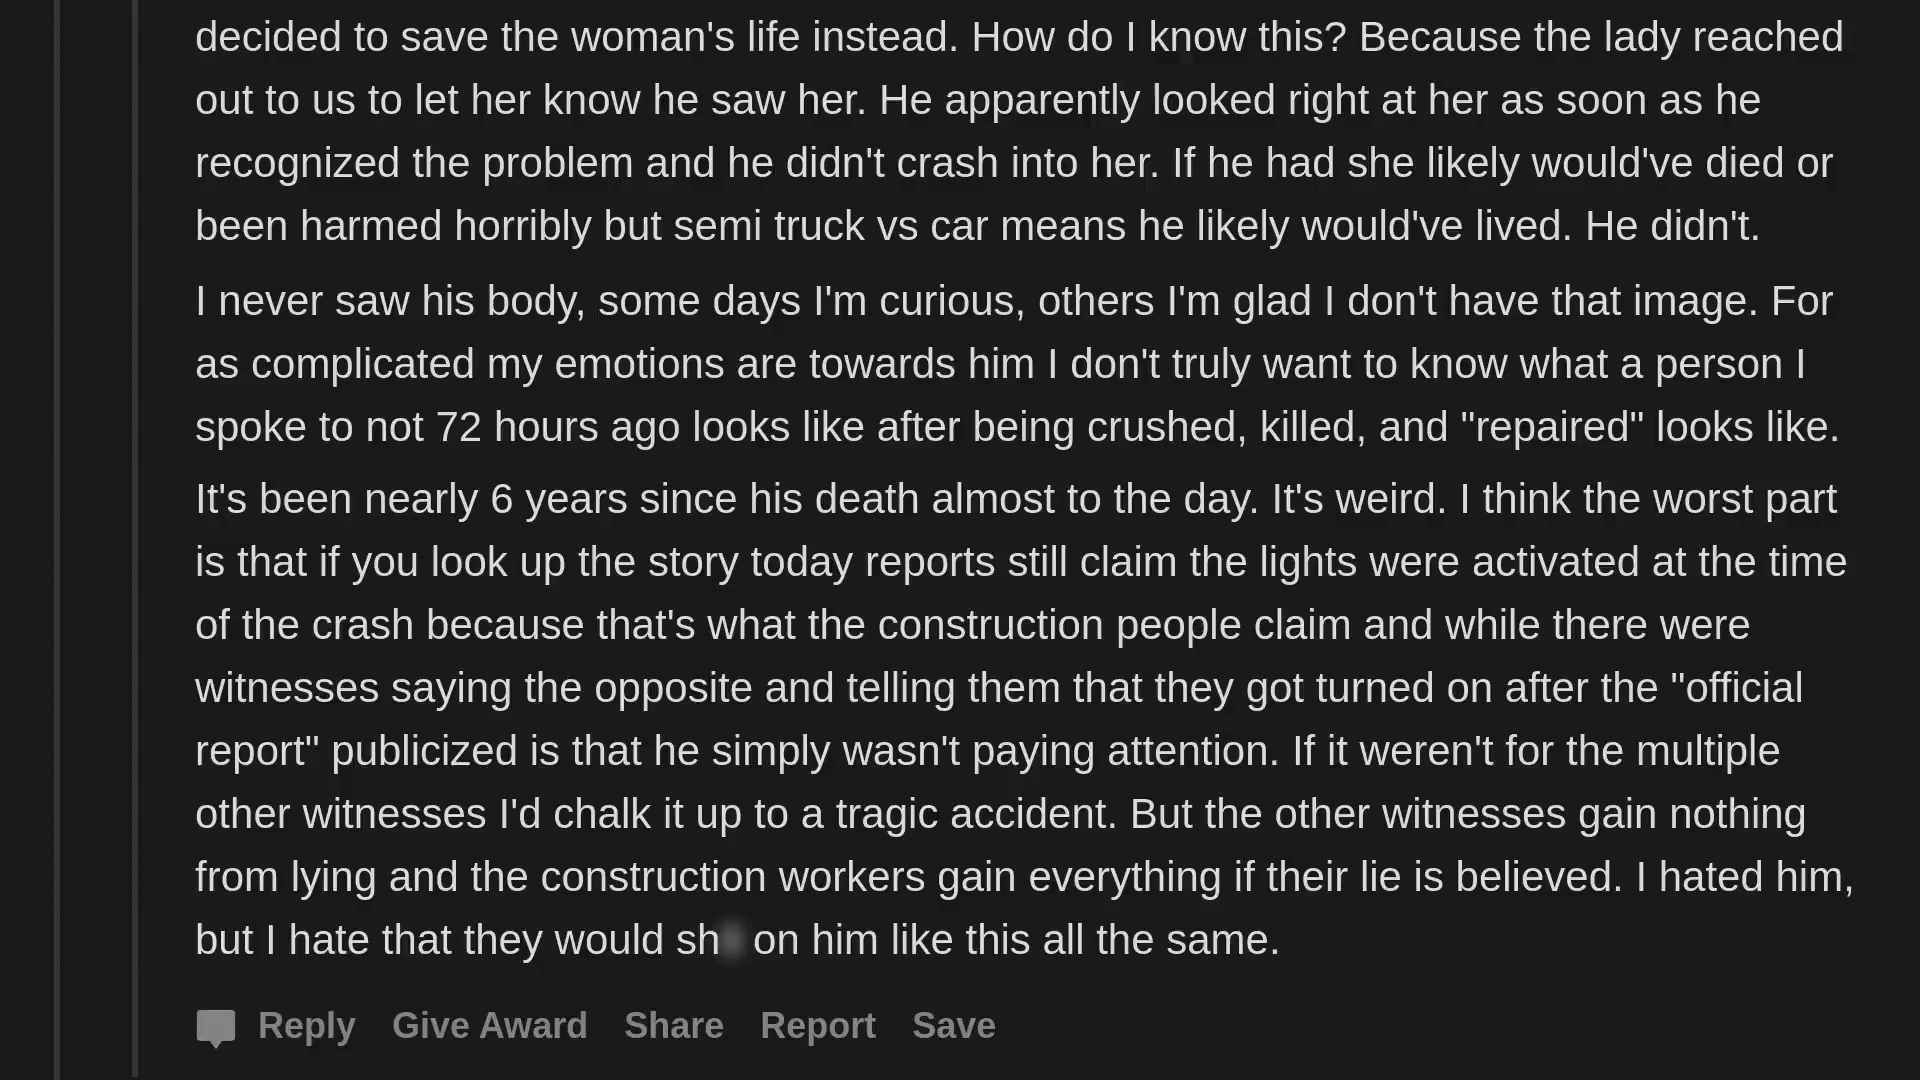 decided to save the woman's life instead. How do I know this? Because the lady reached
out to us to let her know he saw her. He apparently looked right at her as soon as he
recognized the problem and he didn't crash into her. If he had she likely would've died or
been harmed horribly but semi truck vs car means he likely would've lived. He didn't.
I never saw his body, some days I'm curious, others I'm glad I don't have that image. For
as complicated my emotions are towards him I don't truly want to know what a person I
spoke to not 72 hours ago looks like after being crushed, killed, and "repaired" looks like.
It's been nearly 6 years since his death almost to the day. It's weird. I think the worst part
is that if you look up the story today reports still claim the lights were activated at the time
of the crash because that's what the construction people claim and while there were
witnesses saying the opposite and telling them that they got turned on after the "official
report" publicized is that he simply wasn't paying attention. If it weren't for the multiple
other witnesses I'd chalk it up to a tragic accident. But the other witnesses gain nothing
from lying and the construction workers gain everything if their lie is believed. I hated him,
but I hate that they would sh on him like this all the same.
Reply Give Award Share Report Save